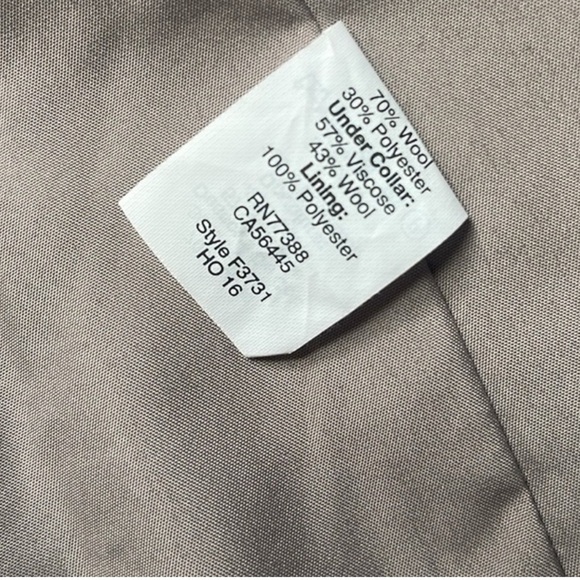 70% Wool
30% Polyester
Under Collar:
57% Viscose
43% Wool
Lining:
100% Polyester
RN77388
CA56445
Style F3731
HO 16